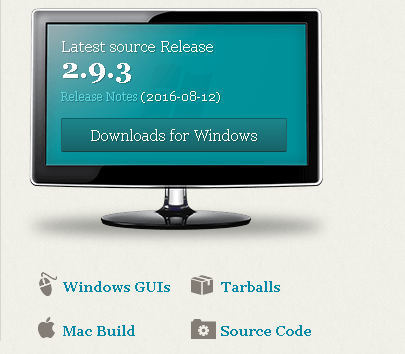 Latest source Release
2.9.3
Release Notes (2016-08-12)
Downloads for Windows
Windows GUIs
Tarballs
Mac Build
Source Code